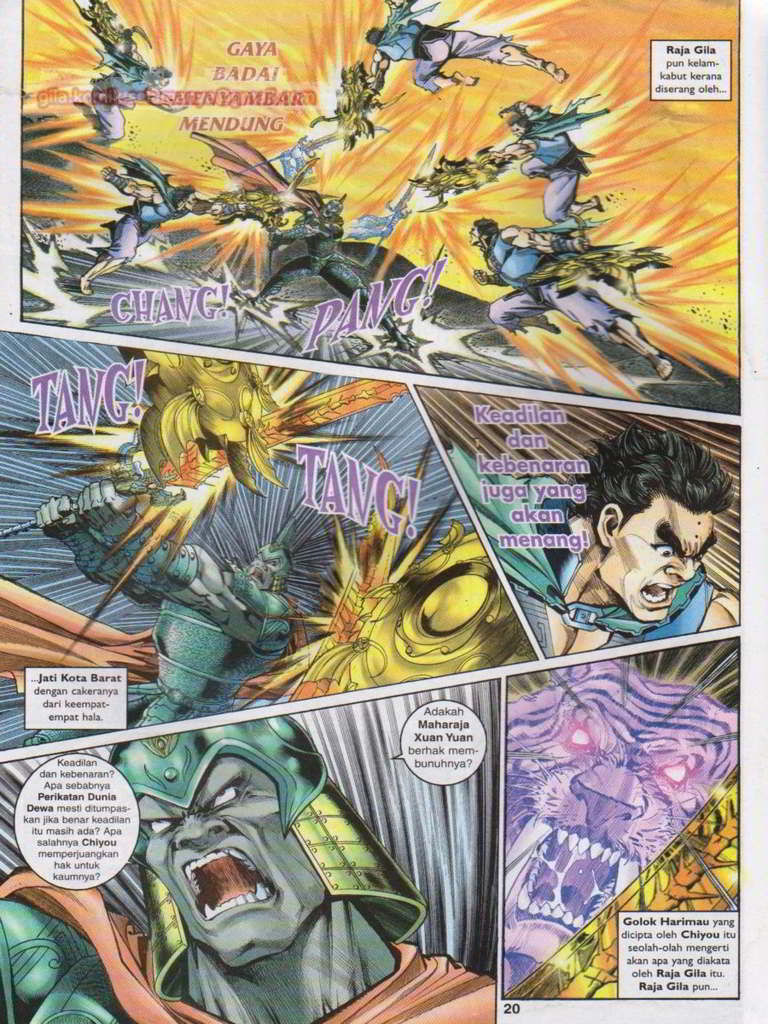 GAYA
BADAI
MENYAMBAR
MENDUNG
Raja Gila
pun kelam-
kabut kerana
diserang oleh...
CHANG!
PANG!
TANG!
TANG!
Keadilan
dan
kebenaran
juga yang
akan
menang!
...Jati Kota Barat
dengan cakeranya
dari keempat-
empat hala.
Keadilan
dan kebenaran?
Apa sebabnya
Perikatan Dunia
Dewa mesti ditumpas-
kan jika benar keadilan
itu masih ada? Apa
salahnya Chiyou
memperjuangkan
hak untuk
kaumnya?
Adakah
Maharaja
Xuan Yuan
berhak mem-
bunuhnya?
Golok Harimau yang
dicipta oleh Chiyou itu
seolah-olah mengerti
akan apa yang diakata
oleh Raja Gila itu.
Raja Gila pun...
20